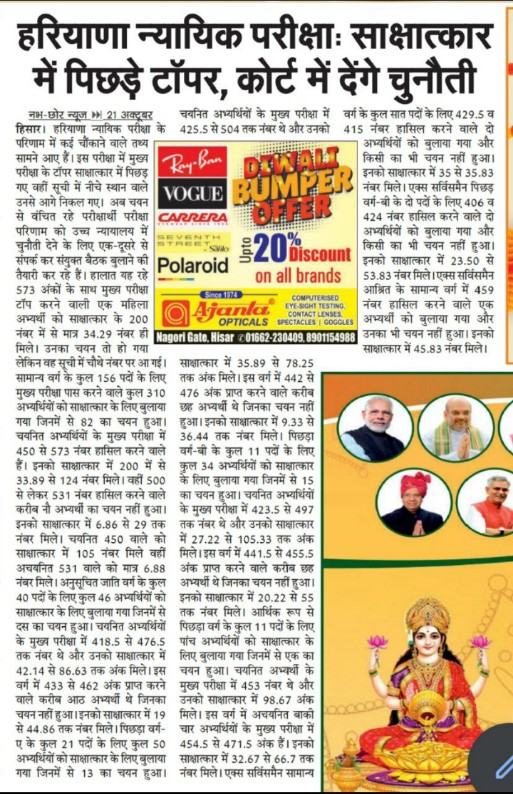 हरियाणा न्यायिक परीक्षाः साक्षात्कार
में पिछड़े टॉपर, कोर्ट में देंगे चुनौती
नभ-छोर न्यूज ▸▸| 21 अक्टूबर
हिसार। हरियाणा न्यायिक परीक्षा के
परिणाम में कई चौंकाने वाले तथ्य
सामने आए हैं। इस परीक्षा में मुख्य
परीक्षा के टॉपर साक्षात्कार में पिछड़
गए वहीं सूची में नीचे स्थान वाले
उनसे आगे निकल गए। अब चयन
से वंचित रहे परीक्षार्थी परीक्षा
परिणाम को उच्च न्यायालय में
चुनौती देने के लिए एक-दूसरे से
संपर्क कर संयुक्त बैठक बुलाने की
तैयारी कर रहे हैं। हालात यह रहे
573 अंकों के साथ मुख्य परीक्षा
टॉप करने वाली एक महिला
अभ्यर्थी को साक्षात्कार के 200
नंबर में से मात्र 34.29 नंबर ही
मिले। उनका चयन तो हो गया
लेकिन वह सूची में चौथे नंबर पर आ गई।
सामान्य वर्ग के कुल 156 पदों के लिए
मुख्य परीक्षा पास करने वाले कुल 310
अभ्यर्थियों को साक्षात्कार के लिए बुलाया
गया जिनमें से 82 का चयन हुआ।
चयनित अभ्यर्थियों के मुख्य परीक्षा में
450 से 573 नंबर हासिल करने वाले
हैं। इनको साक्षात्कार में 200 में से
33.89 से 124 नंबर मिले। वहीं 500
से लेकर 531 नंबर हासिल करने वाले
करीब नौ अभ्यर्थी का चयन नहीं हुआ।
इनको साक्षात्कार में 6.86 से 29 तक
नंबर मिले। चयनित 450 वाले को
साक्षात्कार में 105 नंबर मिले वहीं
अचयनित 531 वाले को मात्र 6.88
नंबर मिले। अनुसूचित जाति वर्ग के कुल
40 पदों के लिए कुल 46 अभ्यर्थियों को
साक्षात्कार के लिए बुलाया गया जिनमें से
दस का चयन हुआ। चयनित अभ्यर्थियों
के मुख्य परीक्षा में 418.5 से 476.5
तक नंबर थे और उनको साक्षात्कार में
42.14 से 86.63 तक अंक मिले। इस
वर्ग में 433 से 462 अंक प्राप्त करने
वाले करीब आठ अभ्यर्थी थे जिनका
चयन नहीं हुआ। इनको साक्षात्कार में 19
से 44.86 तक नंबर मिले। पिछड़ा वर्ग-
ए के कुल 21 पदों के लिए कुल 50
अभ्यर्थियों को साक्षात्कार के लिए बुलाया
गया जिनमें से 13 का चयन हुआ।
चयनित अभ्यर्थियों के मुख्य परीक्षा में
425.5 से 504 तक नंबर थे और उनको
साक्षात्कार में 35.89 से 78.25
तक अंक मिले। इस वर्ग में 442 से
476 अंक प्राप्त करने वाले करीब
छह अभ्यर्थी थे जिनका चयन नहीं
हुआ। इनको साक्षात्कार में 9.33 से
36.44 तक नंबर मिले। पिछड़ा
वर्ग-बी के कुल 11 पदों के लिए
कुल 34 अभ्यर्थियों को साक्षात्कार
के लिए बुलाया गया जिनमें से 15
का चयन हुआ। चयनित अभ्यर्थियों
के मुख्य परीक्षा में 423.5 से 497
तक नंबर थे और उनको साक्षात्कार
में 27.22 से 105.33 तक अंक
मिले। इस वर्ग में 441.5 से 455.5
अंक प्राप्त करने वाले करीब छह
अभ्यर्थी थे जिनका चयन नहीं हुआ।
इनको साक्षात्कार में 20.22 से 55
तक नंबर मिले। आर्थिक रूप से
पिछड़ा वर्ग के कुल 11 पदों के लिए
पांच अभ्यर्थियों को साक्षात्कार के
लिए बुलाया गया जिनमें से एक का
चयन हुआ। चयनित अभ्यर्थी के
मुख्य परीक्षा में 453 नंबर थे और
उनको साक्षात्कार में 98.67 अंक
मिले। इस वर्ग में अचयनित बाकी
चार अभ्यर्थियों के मुख्य परीक्षा में
454.5 से 471.5 अंक हैं। इनको
साक्षात्कार में 32.67 से 66.7 तक
नंबर मिले। एक्स सर्विसमैन सामान्य
वर्ग के कुल सात पदों के लिए 429.5 व
415 नंबर हासिल करने वाले दो
अभ्यर्थियों को बुलाया गया और
किसी का भी चयन नहीं हुआ।
इनको साक्षात्कार में 35 से 35.83
नंबर मिले। एक्स सर्विसमैन पिछड़
वर्ग-बी के दो पदों के लिए 406 व
424 नंबर हासिल करने वाले दो
अभ्यर्थियों को बुलाया गया और
किसी का भी चयन नहीं हुआ।
इनको साक्षात्कार में 23.50 से
53.83 नंबर मिले। एक्स सर्विसमैन
आश्रित के सामान्य वर्ग में 459
नंबर हासिल करने वाले एक
अभ्यर्थी को बुलाया गया और
उनका भी चयन नहीं हुआ। इनको
साक्षात्कार में 45.83 नंबर मिले।
Ray-Ban
VOGUE
CARRERA
SEVENTH
STREET
by Safilo
Polaroid
DIWALI
BUMPER
OFFER
Upto 20% Discount
on all brands
Since 1974
Ajanta
OPTICALS
COMPUTERISED
EYE-SIGHT TESTING,
CONTACT LENSES,
SPECTACLES | GOGGLES
Nagori Gate, Hisar ✆ 01662-230409, 8901154988